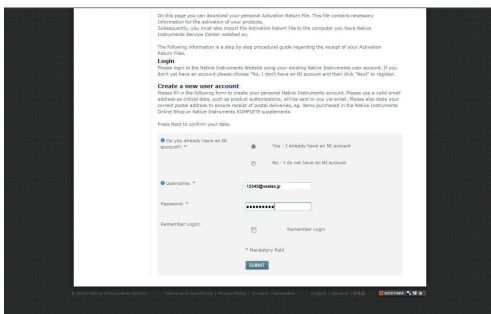 On this page you can download your personal Activation Return File. This file contains necessary
information for the activation of your products.
Subsequently, you must also import the Activation Return File to the computer you have Native
Instruments Service Center installed on.
The following information is a step by step procedural guide regarding the receipt of your Activation
Return Files.
Login
Please login to the Native Instruments Website using your existing Native Instruments user account. If you
don't yet have an account please choose "No, I don't have an NI account and then click "Next" to register.
Create a new user account
Please fill in the following form to create your personal Native Instruments account. Please use a valid email
address as critical data, such as product authorizations, will be sent to you via email. Please also state your
correct postal address to ensure receipt of postal deliveries, eg. items purchased in the Native Instruments
Online Shop or Native Instruments KOMPLETE supplements.
Press Next to confirm your data.
Do you already have an NI
account?: *
Yes - I already have an NI account
No - I do not have an NI account
Username: *
12345@vestax.jp
Password: *
Remember Login:
Remember Login
* Mandatory field
SUBMIT
Native Instruments GmbH
Terms and Conditions | Privacy Policy | Contact | Newsletter
english | deutsch |